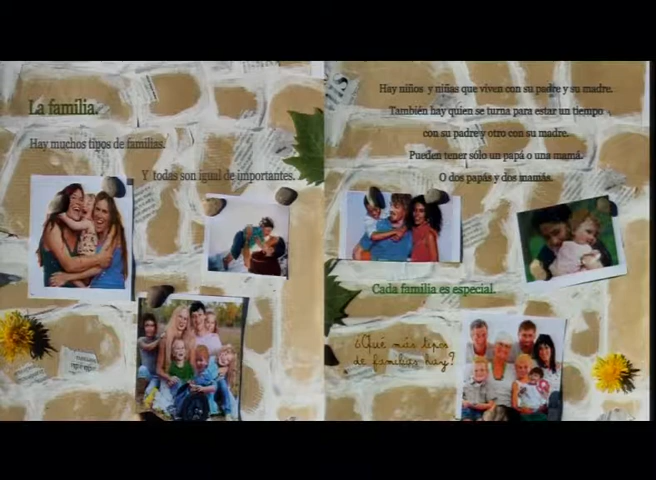 La familia.
Hay muchos tipos de familias.
Y todas son igual de importantes.
Hay niños y niñas que viven con su padre y su madre.
También hay quien se turna para estar un tiempo
con su padre y otro con su madre.
Pueden tener sólo un papá o una mamá.
O dos papás y dos mamás.
Cada familia es especial.
¿Qué más tipos
de familias hay?